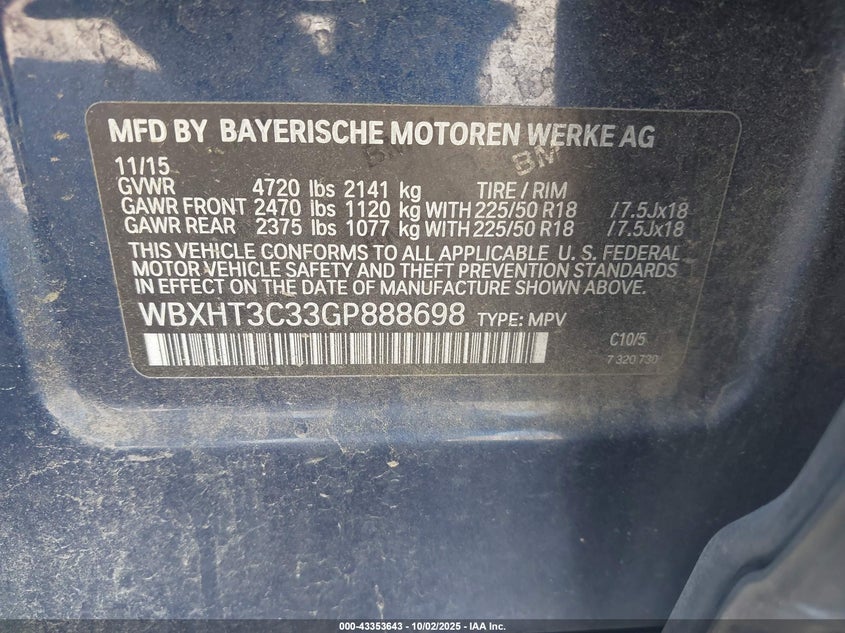 MFD BY BAYERISCHE MOTOREN WERKE AG
BM
11/15
GVWR 4720 lbs 2141 kg TIRE / RIM
GAWR FRONT 2470 lbs 1120 kg WITH 225/50 R18 /7.5Jx18
GAWR REAR 2375 lbs 1077 kg WITH 225/50 R18 /7.5Jx18
THIS VEHICLE CONFORMS TO ALL APPLICABLE U. S. FEDERAL
MOTOR VEHICLE SAFETY AND THEFT PREVENTION STANDARDS
IN EFFECT ON THE DATE OF MANUFACTURE SHOWN ABOVE.
WBXHT3C33GP888698 TYPE: MPV
C10/5
7 320 730
000-43353643 - 10/02/2025 - IAA Inc.